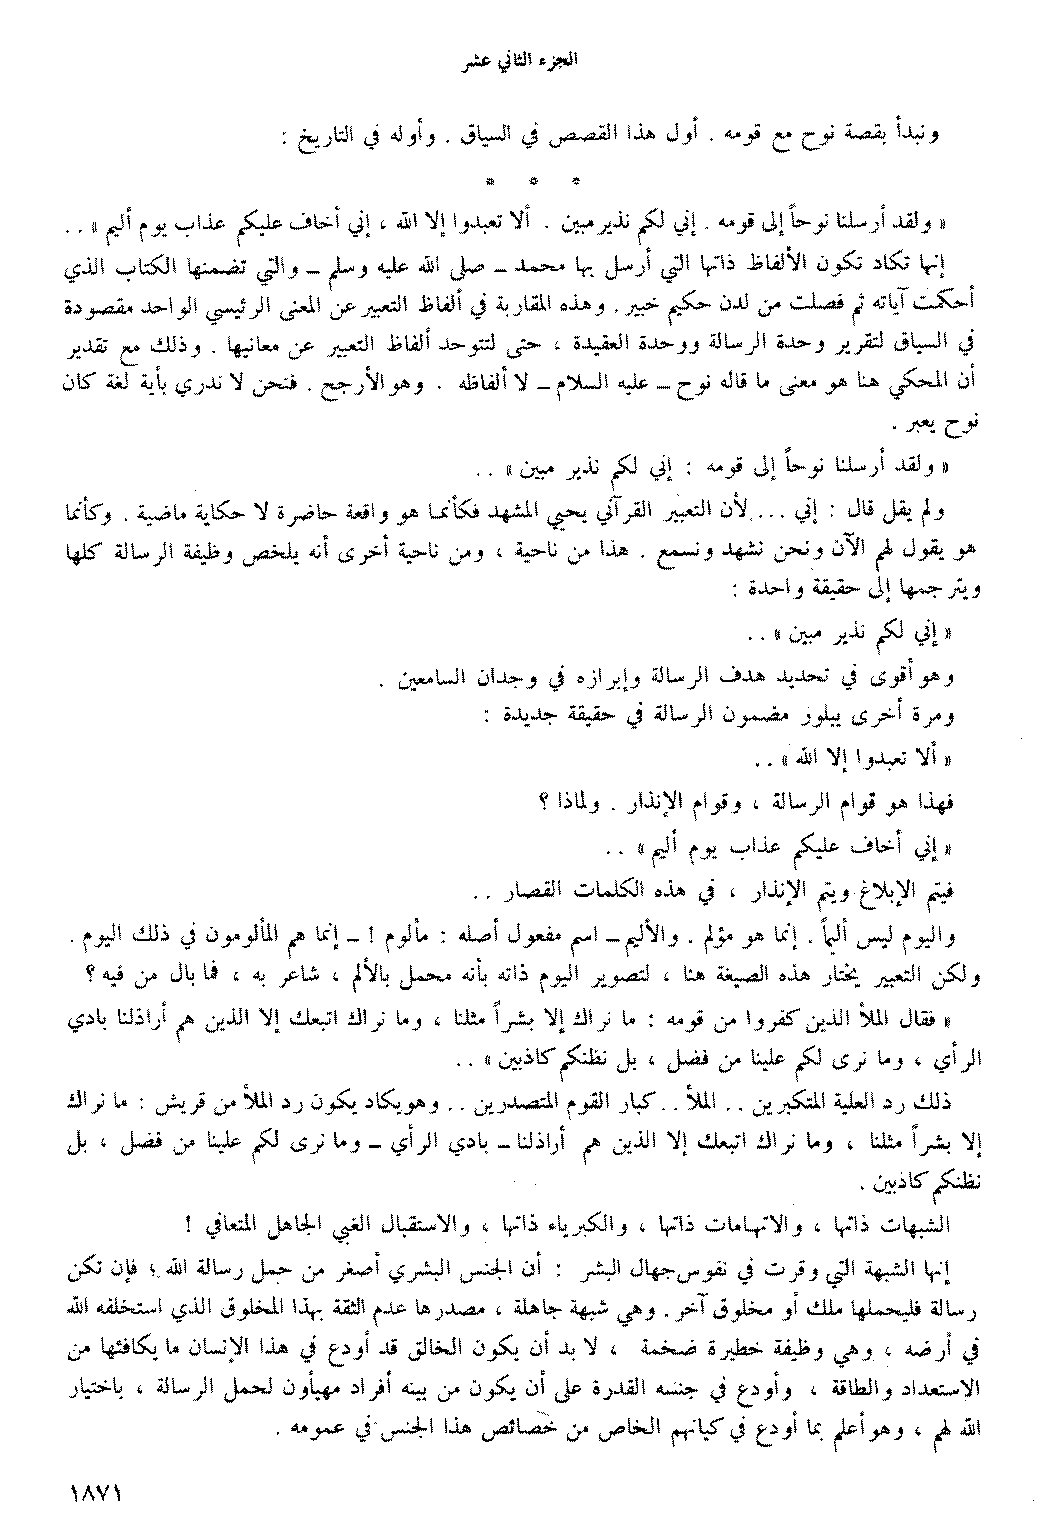 الجزء الثاني عشر
ونبدأ بقصة نوح مع قومه . أول هذا القصص في السياق . وأوله في التاريخ :
* * *
« ولقد أرسلنا نوحاً إلى قومه . إني لكم نذير مبين . ألا تعبدوا إلا الله ، إني أخاف عليكم عذاب يوم أليم » ..
إنها تكاد تكون الألفاظ ذاتها التي أرسل بها محمد – صلى الله عليه وسلم – والتي تضمنها الكتاب الذي
أحكمت آياته ثم فصلت من لدن حكيم خبير . وهذه المقاربة في ألفاظ التعبير عن المعنى الرئيسي الواحد مقصودة
في السياق لتقرير وحدة الرسالة ووحدة العقيدة ، حتى لتتوحد ألفاظ التعبير عن معانيها . وذلك مع تقدير
أن المحكي هنا هو معنى ما قاله نوح – عليه السلام – لا ألفاظه . وهو الأرجح . فنحن لا ندري بأية لغة كان
نوح يعبر .
« ولقد أرسلنا نوحاً إلى قومه : إني لكم نذير مبين » ..
ولم يقل قال : إني .... لأن التعبير القرآني يحيي المشهد فكأنما هو واقعة حاضرة لا حكاية ماضية . وكأنما
هو يقول لهم الآن ونحن نشهد ونسمع . هذا من ناحية ، ومن ناحية أخرى أنه يلخص وظيفة الرسالة كلها
ويترجمها إلى حقيقة واحدة :
« إني لكم نذير مبين » ..
وهو أقوى في تحديد هدف الرسالة وإبرازه في وجدان السامعين .
ومرة أخرى يبلور مضمون الرسالة في حقيقة جديدة :
« ألا تعبدوا إلا الله » ..
فهذا هو قوام الرسالة ، وقوام الإنذار . ولماذا ؟
« إني أخاف عليكم عذاب يوم أليم » ..
فيتم الإبلاغ ويتم الإنذار ، في هذه الكلمات القصار ..
واليوم ليس أليماً . إنما هو مؤلم . والأليم – اسم مفعول أصله : مألوم ! – إنما هم المألومون في ذلك اليوم .
ولكن التعبير يختار هذه الصيغة هنا ، لتصوير اليوم ذاته بأنه محمل بالألم ، شاعر به ، فما بال من فيه ؟
« فقال الملأ الذين كفروا من قومه : ما نراك إلا بشراً مثلنا ، وما نراك اتبعك إلا الذين هم أراذلنا بادي
الرأي ، وما نرى لكم علينا من فضل ، بل نظنكم كاذبين » ..
ذلك رد العلية المتكبرين .. الملأ .. كبار القوم المتصدرين .. وهو يكاد يكون رد الملأ من قريش : ما نراك
إلا بشراً مثلنا ، وما نراك اتبعك إلا الذين هم أراذلنا – بادي الرأي – وما نرى لكم علينا من فضل ، بل
نظنكم كاذبين .
الشبهات ذاتها ، والاتهامات ذاتها ، والكبرياء ذاتها ، والاستقبال الغبي الجاهل المتعافي !
إنها الشبهة التي وقرت في نفوس جهال البشر : أن الجنس البشري أصغر من حمل رسالة الله ؛ فإن تكن
رسالة فليحملها ملك أو مخلوق آخر . وهي شبهة جاهلة ، مصدرها عدم الثقة بهذا المخلوق الذي استخلفه الله
في أرضه ، وهي وظيفة خطيرة ضخمة ، لا بد أن يكون الخالق قد أودع في هذا الإنسان ما يكافئها من
الاستعداد والطاقة ، وأودع في جنسه القدرة على أن يكون من بينه أفراد مهيأون لحمل الرسالة ، باختيار
الله لهم ، وهو أعلم بما أودع في كيانهم الخاص من خصائص هذا الجنس في عمومه .
١٨٧١